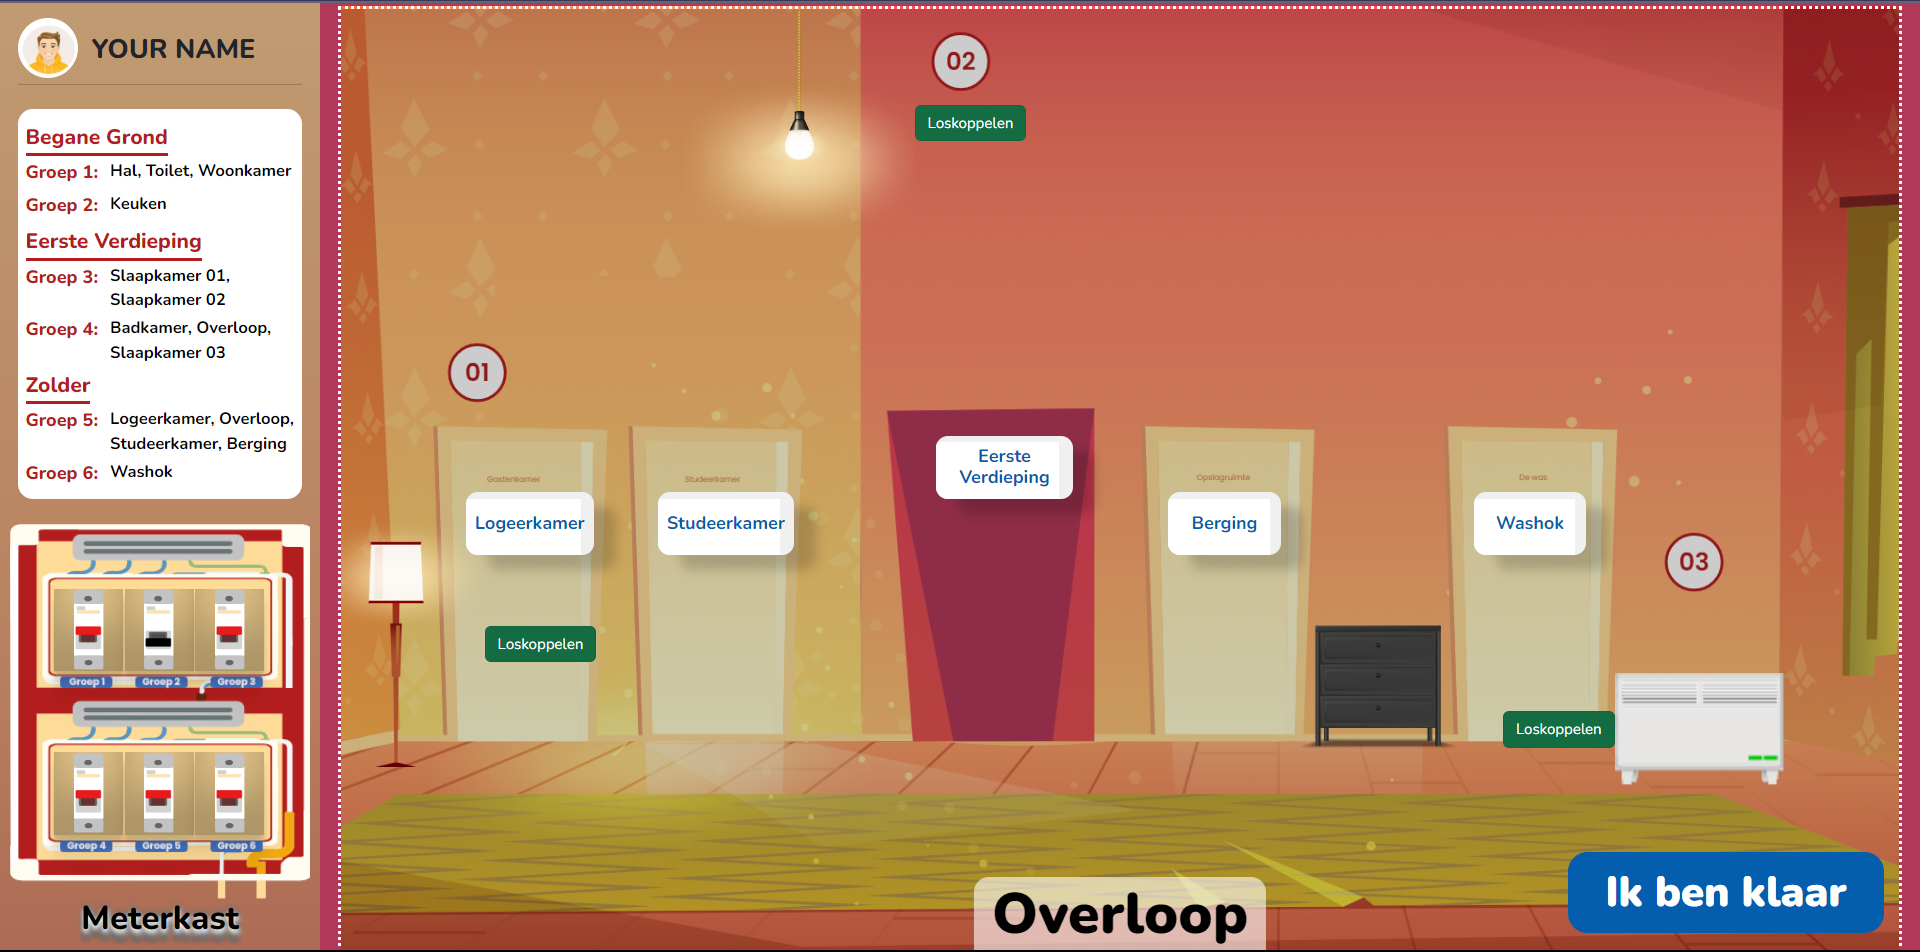 YOUR NAME
Begane Grond
Groep 1: Hal, Toilet, Woonkamer
Groep 2: Keuken
Eerste Verdieping
Groep 3: Slaapkamer 01,
Slaapkamer 02
Groep 4: Badkamer, Overloop,
Slaapkamer 03
Zolder
Groep 5: Logeerkamer, Overloop,
Studeerkamer, Berging
Groep 6: Washok
Groep 1
Groep 2
Groep 3
Groep 4
Groep 5
Groep 6
Meterkast
02
Loskoppelen
01
Eerste
Verdieping
Gastenkamer
Studeerkamer
Opslagruimte
De was
Logeerkamer
Studeerkamer
Berging
Washok
03
Loskoppelen
Loskoppelen
Ik ben klaar
Overloop